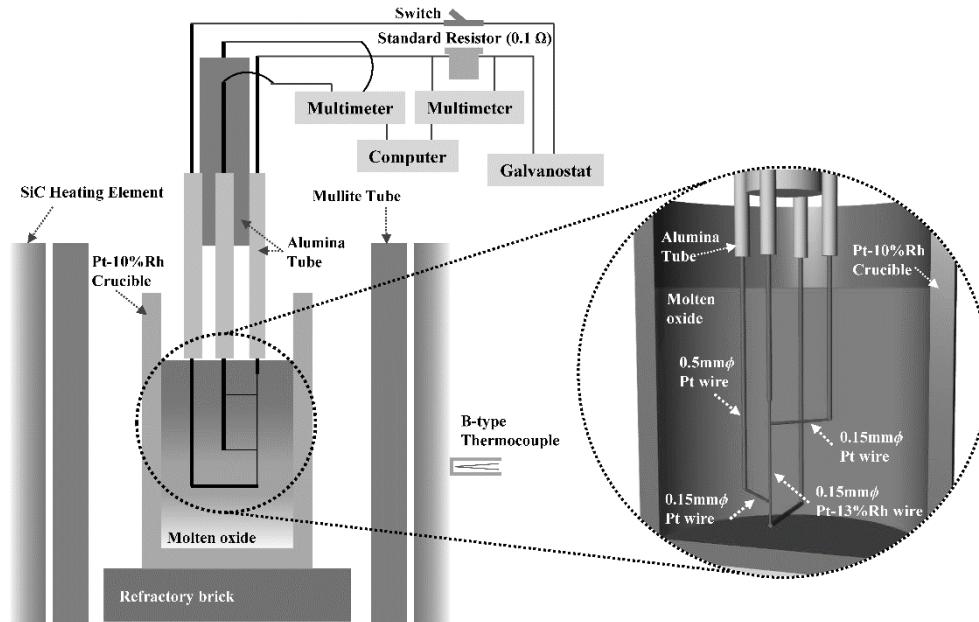 Switch
Standard Resistor (0.1 Ω)
Multimeter
Multimeter
Computer
Galvanostat
SiC Heating Element
Mullite Tube
Alumina
Tube
Pt-10%Rh
Crucible
B-type
Thermocouple
Molten oxide
Refractory brick
Alumina
Tube
Pt-10%Rh
Crucible
Molten
oxide
0.5mmϕ
Pt wire
0.15mmϕ
Pt wire
0.15mmϕ
Pt wire
0.15mmϕ
Pt-13%Rh wire